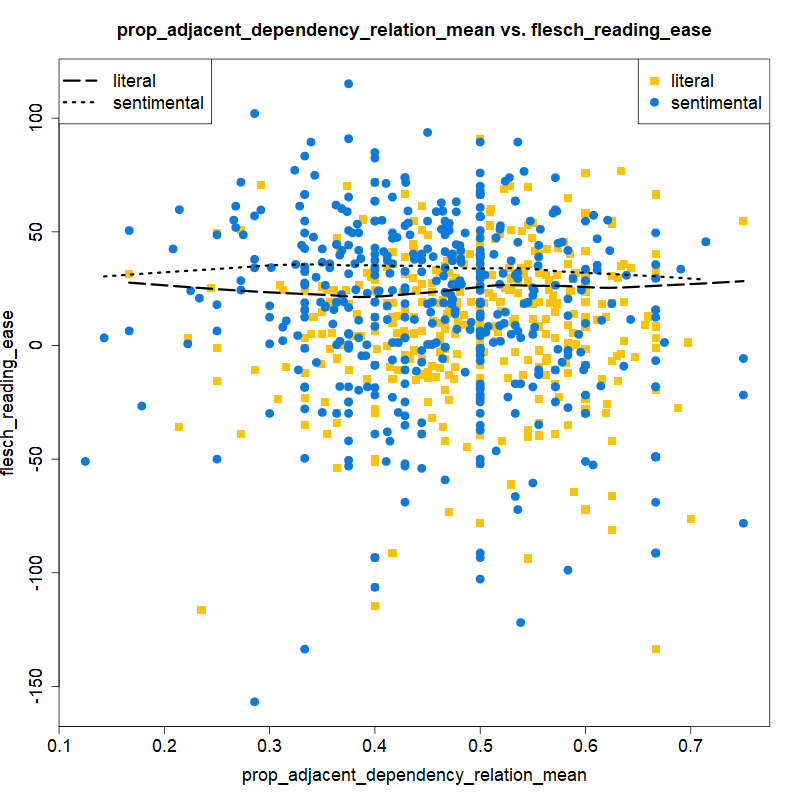 prop_adjacent_dependency_relation_mean vs. flesch_reading_ease
literal
sentimental
literal
sentimental
flesch_reading_ease
100
50
0
-50
-100
-150
0.1 0.2 0.3 0.4 0.5 0.6 0.7
prop_adjacent_dependency_relation_mean